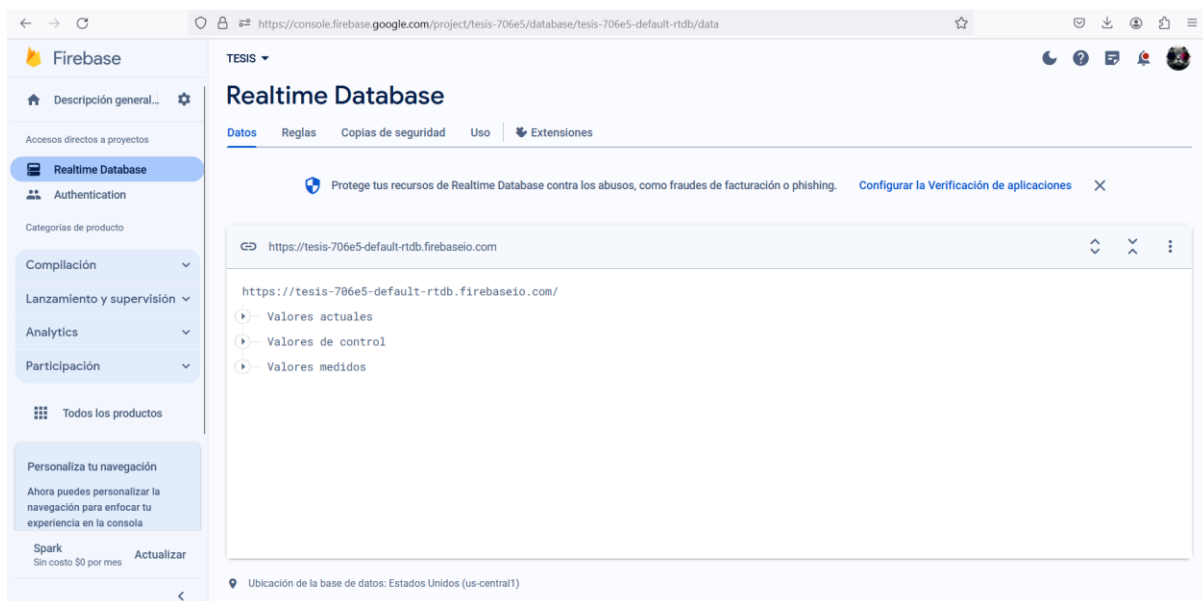 https://console.firebase.google.com/project/tesis-706e5/database/tesis-706e5-default-rtdb/data
Firebase
Descripción general...
Accesos directos a proyectos
Realtime Database
Authentication
Categorías de producto
Compilación
Lanzamiento y supervisión
Analytics
Participación
Todos los productos
Personaliza tu navegación
Ahora puedes personalizar la
navegación para enfocar tu
experiencia en la consola
Spark
Sin costo $0 por mes
Actualizar
TESIS
Realtime Database
Datos Reglas Copias de seguridad Uso Extensiones
Protege tus recursos de Realtime Database contra los abusos, como fraudes de facturación o phishing. Configurar la Verificación de aplicaciones
https://tesis-706e5-default-rtdb.firebaseio.com
https://tesis-706e5-default-rtdb.firebaseio.com/
Valores actuales
Valores de control
Valores medidos
Ubicación de la base de datos: Estados Unidos (us-central1)